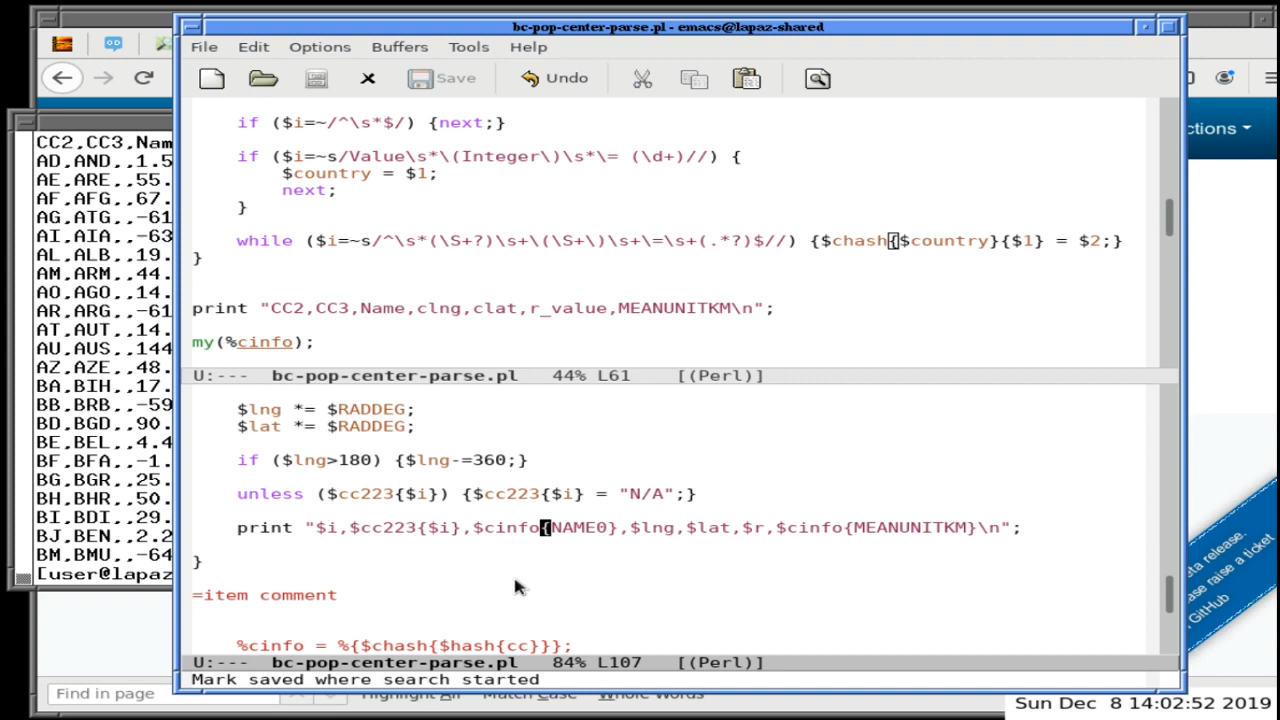 bc-pop-center-parse.pl - emacs@lapaz-shared
File Edit Options Buffers Tools Help
Save Undo
ctions
if ($i=~/^\s*$/) {next;}
if ($i=~s/Value\s*\(Integer\)\s*\= (\d+)//) {
$country = $1;
next;
}
while ($i=~s/^\s*(\S+?)\s+\(\S+\)\s+\=\s+(.*?)$//) {$chash{$country}{$1} = $2;}
}
print "CC2,CC3,Name,clng,clat,r_value,MEANUNITKM\n";
my(%cinfo);
U:--- bc-pop-center-parse.pl 44% L61 [(Perl)]
$lng *= $RADDEG;
$lat *= $RADDEG;
if ($lng>180) {$lng-=360;}
unless ($cc223{$i}) {$cc223{$i} = "N/A";}
print "$i,$cc223{$i},$cinfo{NAME0},$lng,$lat,$r,$cinfo{MEANUNITKM}\n";
}
=item comment
%cinfo = %{$chash{$hash{cc}}};
U:--- bc-pop-center-parse.pl 84% L107 [(Perl)]
Mark saved where search started
CC2,CC3,Nam
AD,AND,,1.5
AE,ARE,,55.
AF,AFG,,67.
AG,ATG,,-61
AI,AIA,,-63
AL,ALB,,19.
AM,ARM,,44.
AO,AGO,,14.
AR,ARG,,-61
AT,AUT,,14.
AU,AUS,,144
AZ,AZE,,48.
BA,BIH,,17.
BB,BRB,,-59
BD,BGD,,90.
BE,BEL,,4.4
BF,BFA,,-1.
BG,BGR,,25.
BH,BHR,,50.
BI,BDI,,29.
BJ,BEN,,2.2
BM,BMU,,-64
[user@lapaz
eta release.
ase raise a ticket
GitHub
Find in page Highlight All Match Case Whole Words
Sun Dec 8 14:02:52 2019